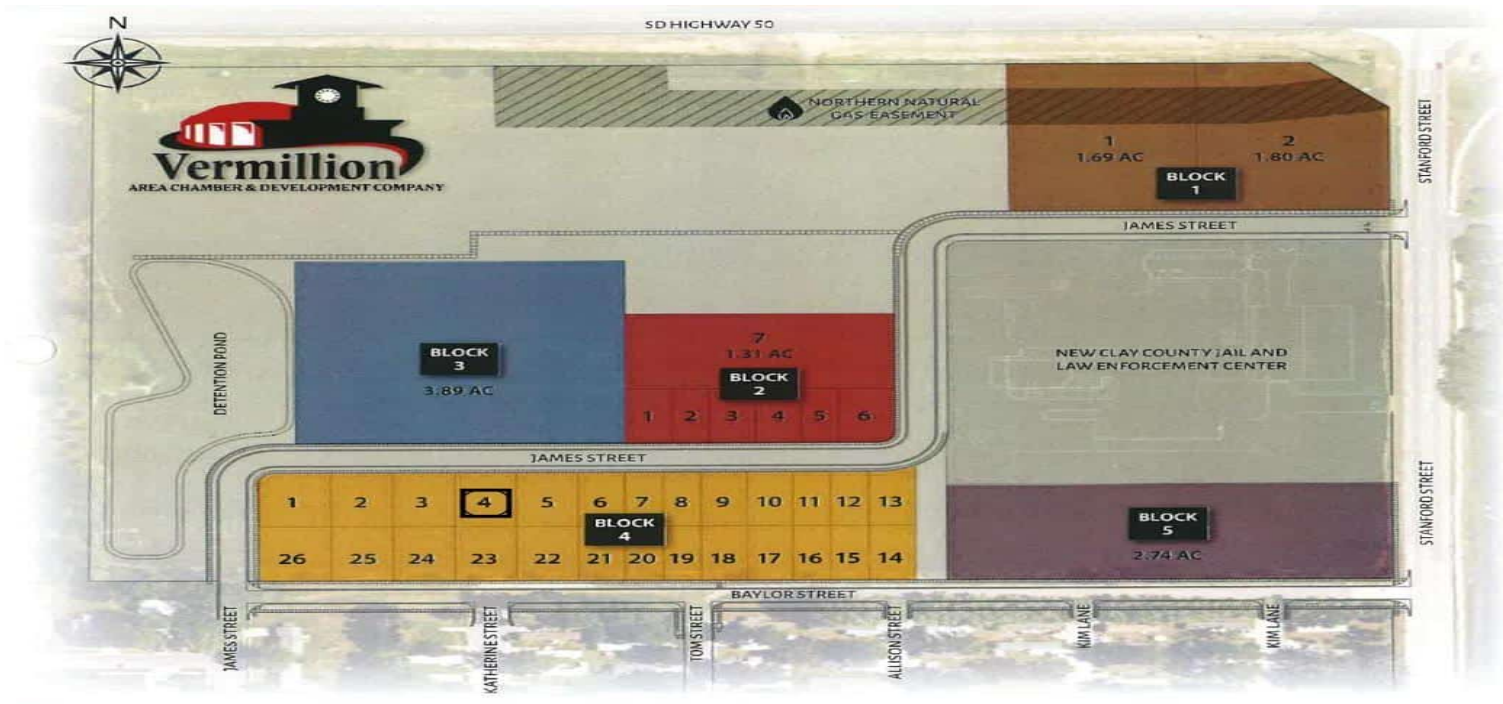 N
SD HIGHWAY 50
Vermillion
AREA CHAMBER & DEVELOPMENT COMPANY
NORTHERN NATURAL
GAS EASEMENT
1
1.69 AC
2
1.80 AC
BLOCK
1
STANFORD STREET
JAMES STREET
DETENTION POND
BLOCK
3
3.89 AC
7
1.31 AC
BLOCK
2
1 2 3 4 5 6
NEW CLAY COUNTY JAIL AND
LAW ENFORCEMENT CENTER
JAMES STREET
1 2 3 4 5 6 7 8 9 10 11 12 13
BLOCK
4
26 25 24 23 22 21 20 19 18 17 16 15 14
BLOCK
5
2.74 AC
STANFORD STREET
BAYLOR STREET
JAMES STREET
KATHERINE STREET
TOM STREET
ALLISON STREET
KIM LANE
KIM LANE